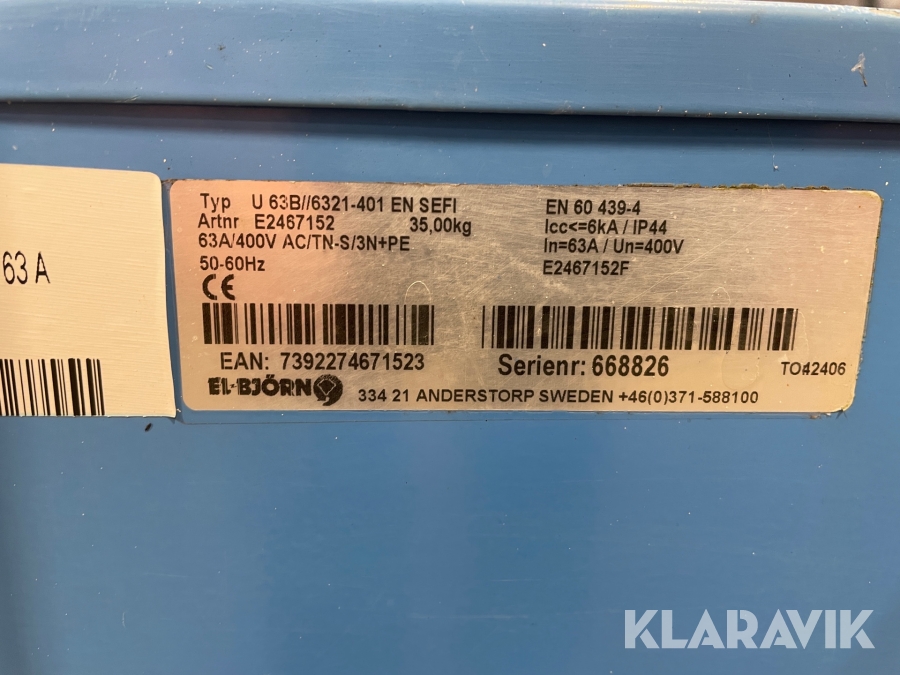 63 A
Typ U 63B//6321-401 EN SEFI
Artnr E2467152 35,00kg
63A/400V AC/TN-S/3N+PE
50-60Hz
CE
EN 60 439-4
Icc<=6kA / IP44
In=63A / Un=400V
E2467152F
EAN: 7392274671523
Serienr: 668826
TO42406
EL-BJÖRN
334 21 ANDERSTORP SWEDEN +46(0)371-588100
KLARAVIK